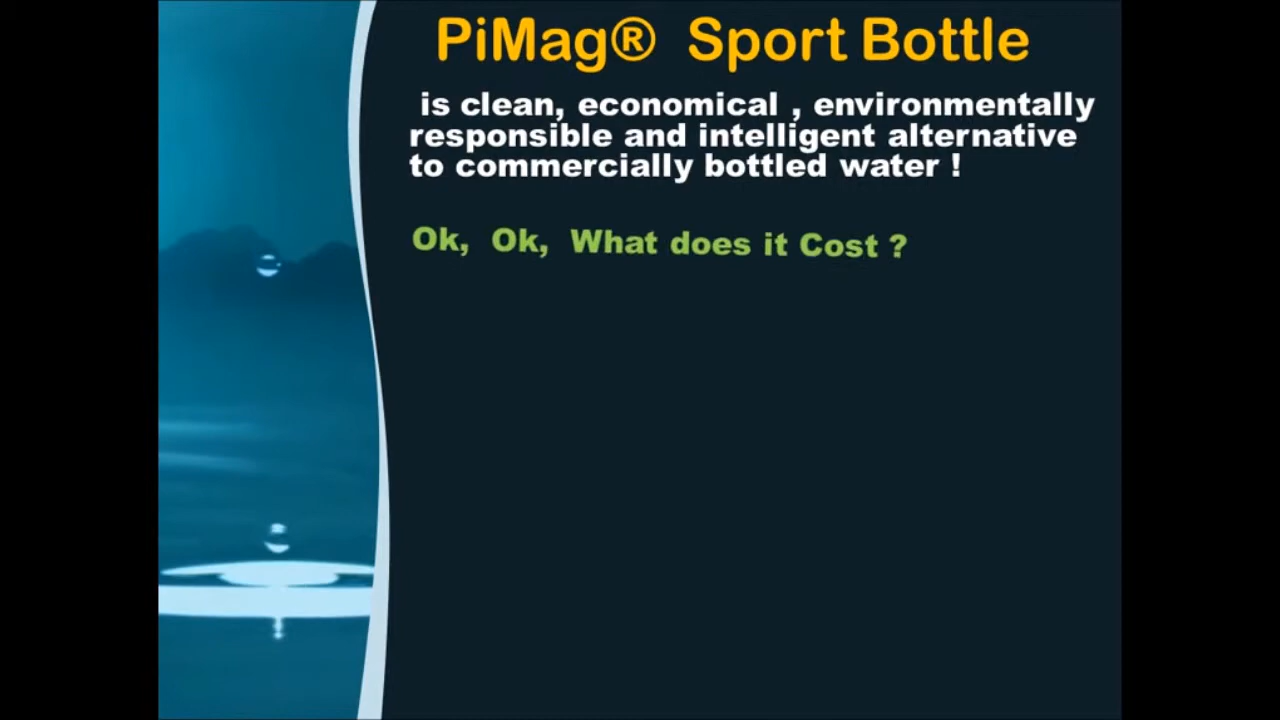 PiMag® Sport Bottle
is clean, economical , environmentally
responsible and intelligent alternative
to commercially bottled water !
Ok, Ok, What does it Cost ?